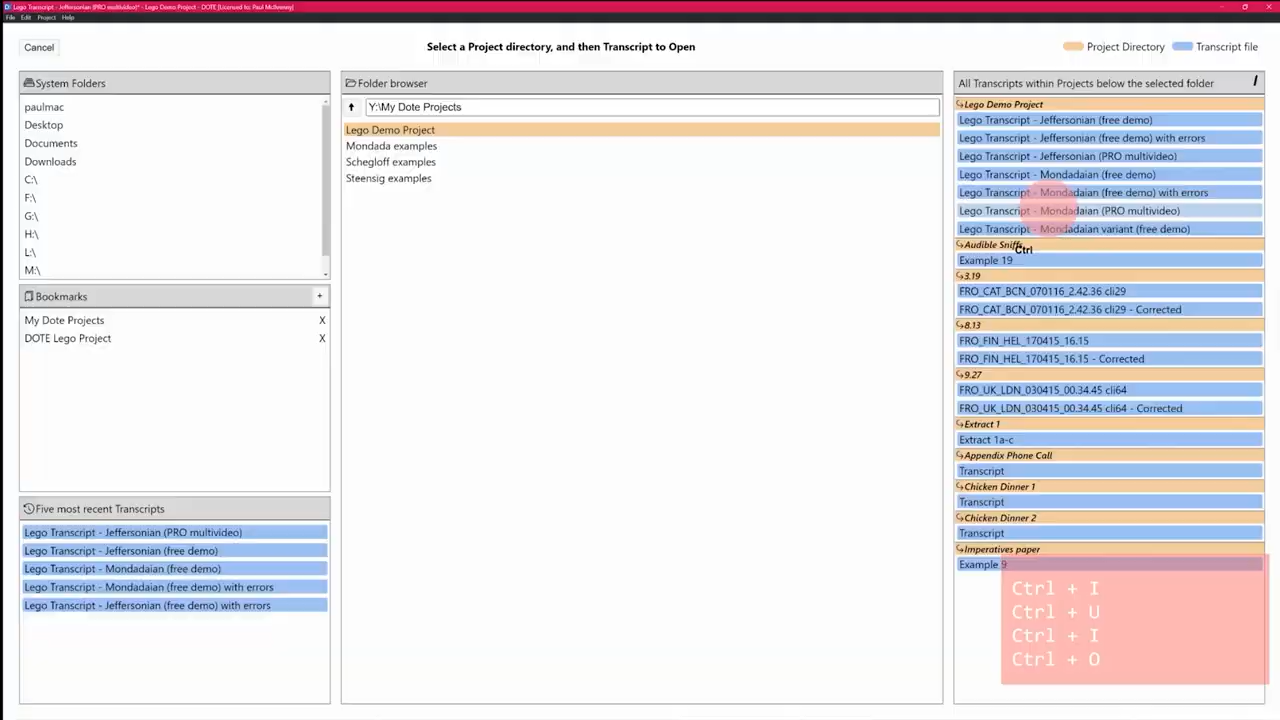 Lego Transcript - Jeffersonian (PRO multivideo)* - Lego Demo Project - DOTE [Licensed to: Paul McIlvenny]
File Edit Project Help
Cancel
Select a Project directory, and then Transcript to Open
Project Directory
Transcript file
System Folders
paulmac
Desktop
Documents
Downloads
C:\
F:\
G:\
H:\
L:\
M:\
Bookmarks
+
My Dote Projects X
DOTE Lego Project X
Five most recent Transcripts
Lego Transcript - Jeffersonian (PRO multivideo)
Lego Transcript - Jeffersonian (free demo)
Lego Transcript - Mondadaian (free demo)
Lego Transcript - Mondadaian (free demo) with errors
Lego Transcript - Jeffersonian (free demo) with errors
Folder browser
Y:\My Dote Projects
Lego Demo Project
Mondada examples
Schegloff examples
Steensig examples
All Transcripts within Projects below the selected folder
Lego Demo Project
Lego Transcript - Jeffersonian (free demo)
Lego Transcript - Jeffersonian (free demo) with errors
Lego Transcript - Jeffersonian (PRO multivideo)
Lego Transcript - Mondadaian (free demo)
Lego Transcript - Mondadaian (free demo) with errors
Lego Transcript - Mondadaian (PRO multivideo)
Lego Transcript - Mondadaian variant (free demo)
Audible Sniffs
Ctrl
Example 19
3.19
FRO_CAT_BCN_070116_2.42.36 cli29
FRO_CAT_BCN_070116_2.42.36 cli29 - Corrected
8.13
FRO_FIN_HEL_170415_16.15
FRO_FIN_HEL_170415_16.15 - Corrected
9.27
FRO_UK_LDN_030415_00.34.45 cli64
FRO_UK_LDN_030415_00.34.45 cli64 - Corrected
Extract 1
Extract 1a-c
Appendix Phone Call
Transcript
Chicken Dinner 1
Transcript
Chicken Dinner 2
Transcript
Imperatives paper
Example 9
Ctrl + I
Ctrl + U
Ctrl + I
Ctrl + O